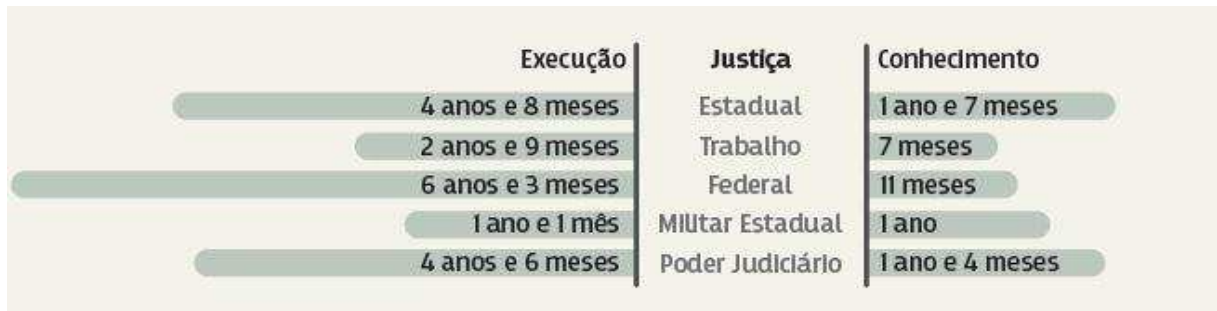 Execução Justiça Conhecimento
4 anos e 8 meses Estadual 1 ano e 7 meses
2 anos e 9 meses Trabalho 7 meses
6 anos e 3 meses Federal 11 meses
1 ano e 1 mês Militar Estadual 1 ano
4 anos e 6 meses Poder Judiciário 1 ano e 4 meses